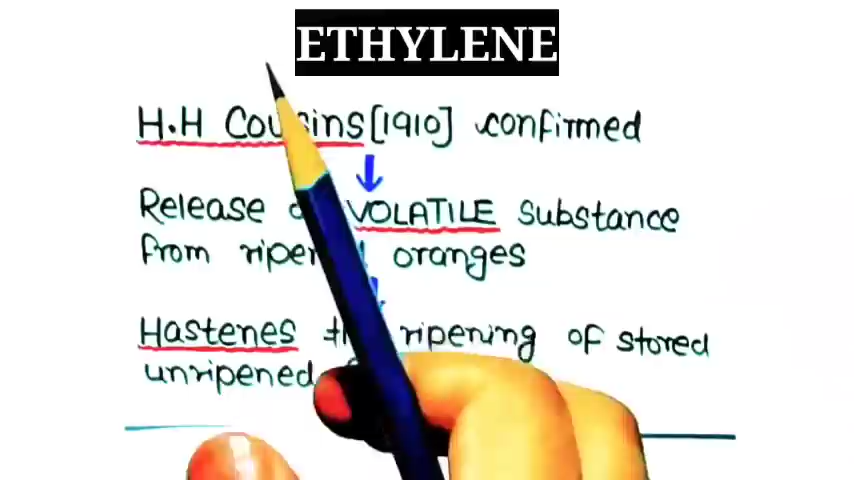 ETHYLENE
H.H Cousins [1910] confirmed
Release VOLATILE substance
from oranges
Hastenes ripening of stored
unripened